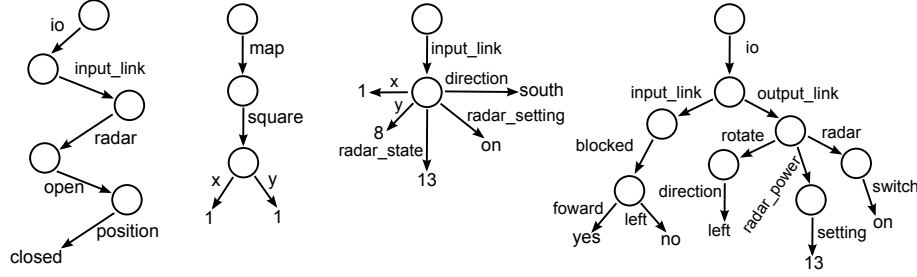 io
input_link
radar
open
position
closed
map
square
x y
1 1
input_link
x direction
1 south
y radar_setting
8 on
radar_state
13
io
input_link output_link
blocked rotate radar
direction radar_power switch
foward left left setting on
yes no 13